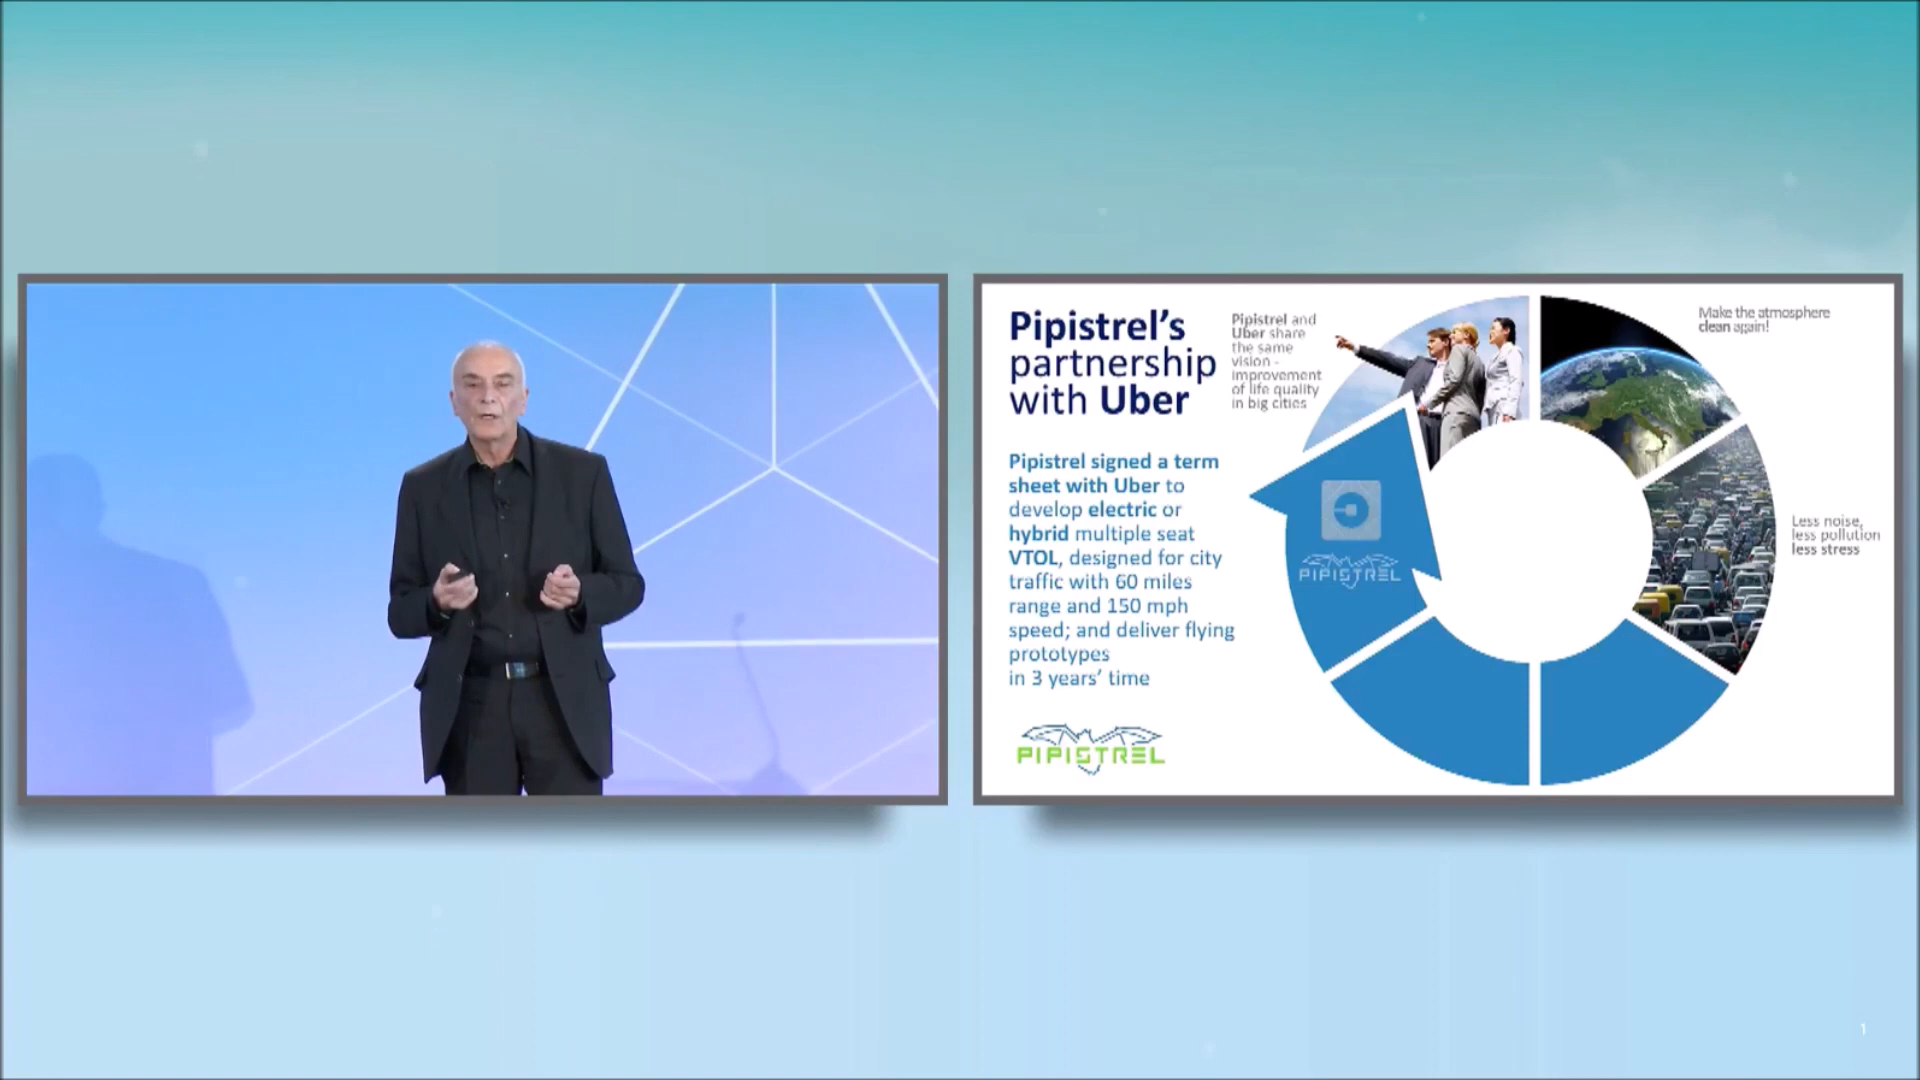 Pipistrel's
partnership
with Uber
Pipistrel signed a term
sheet with Uber to
develop electric or
hybrid multiple seat
VTOL, designed for city
traffic with 60 miles
range and 150 mph
speed; and deliver flying
prototypes
in 3 years' time
PIPISTREL
Pipistrel and
Uber share
the same
vision -
improvement
of life quality
in big cities
PIPISTREL
Make the atmosphere
clean again!
Less noise,
less pollution
less stress
1